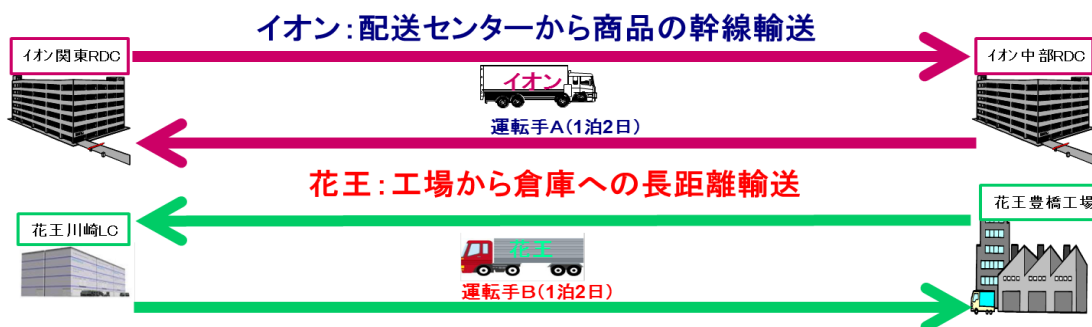 イオン：配送センターから商品の幹線輸送
イオン関東RDC
イオン中部RDC
イオン
運転手A（1泊2日）
花王：工場から倉庫への長距離輸送
花王豊橋工場
花王川崎LC
花王
運転手B（1泊2日）